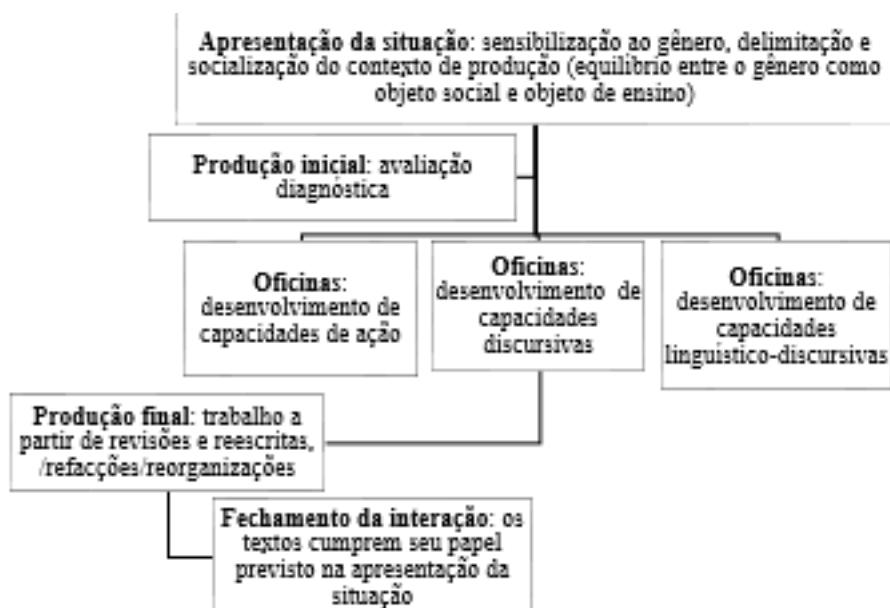 Apresentação da situação: sensibilização ao gênero, delimitação e
socialização do contexto de produção (equilíbrio entre o gênero como
objeto social e objeto de ensino)
Produção inicial: avaliação
diagnóstica
Oficinas:
desenvolvimento de
capacidades de ação
Oficinas:
desenvolvimento de
capacidades
discursivas
Oficinas:
desenvolvimento de
capacidades
linguístico-discursivas
Produção final: trabalho a
partir de revisões e reescritas,
/refacções/reorganizações
Fechamento da interação: os
textos cumprem seu papel
previsto na apresentação da
situação